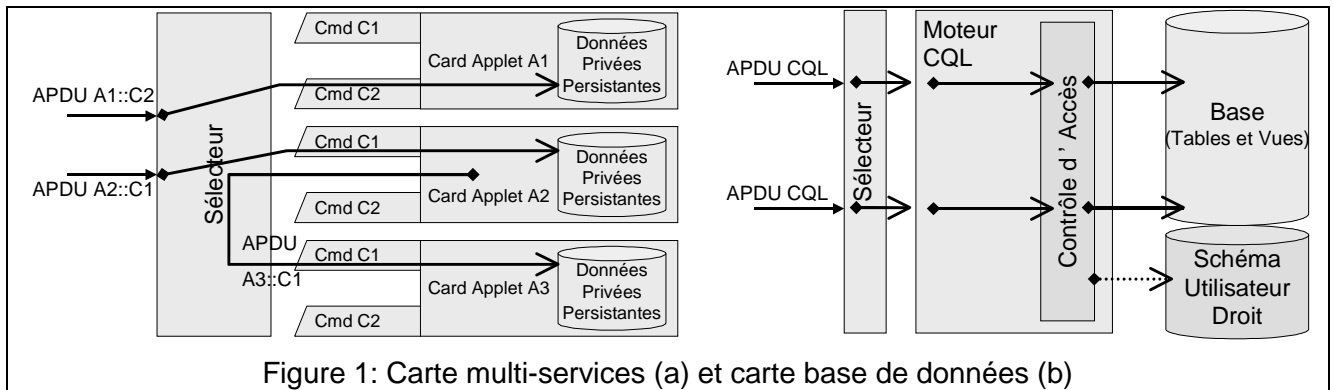 Cmd C1
Card Applet A1
Données
Privées
Persistantes
Cmd C2
APDU A1::C2
APDU A2::C1
Sélecteur
Cmd C1
Données
Privées
Persistantes
Card Applet A2
Cmd C2
APDU
A3::C1
Cmd C1
Card Applet A3
Données
Privées
Persistantes
Cmd C2
APDU CQL
APDU CQL
Sélecteur
Moteur
CQL
Contrôle d ' Accès
Base
(Tables et Vues)
Schéma
Utilisateur
Droit
Figure 1: Carte multi-services (a) et carte base de données (b)